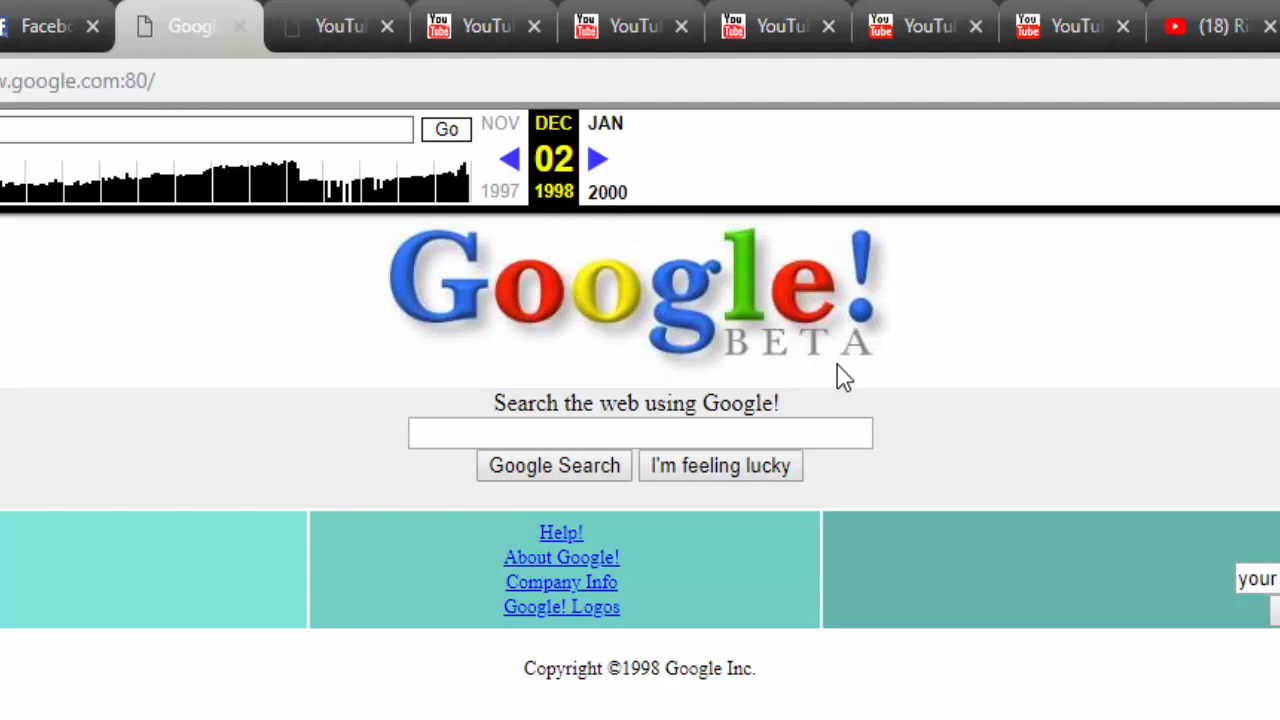 Faceb Googl YouTu YouTu YouTu YouTu YouTu YouTu (18) Ri
w.google.com:80/
Go NOV DEC JAN
02
1997 1998 2000
Google!
BETA
Search the web using Google!
Google Search I'm feeling lucky
Help!
About Google!
Company Info
Google! Logos
your
Copyright ©1998 Google Inc.